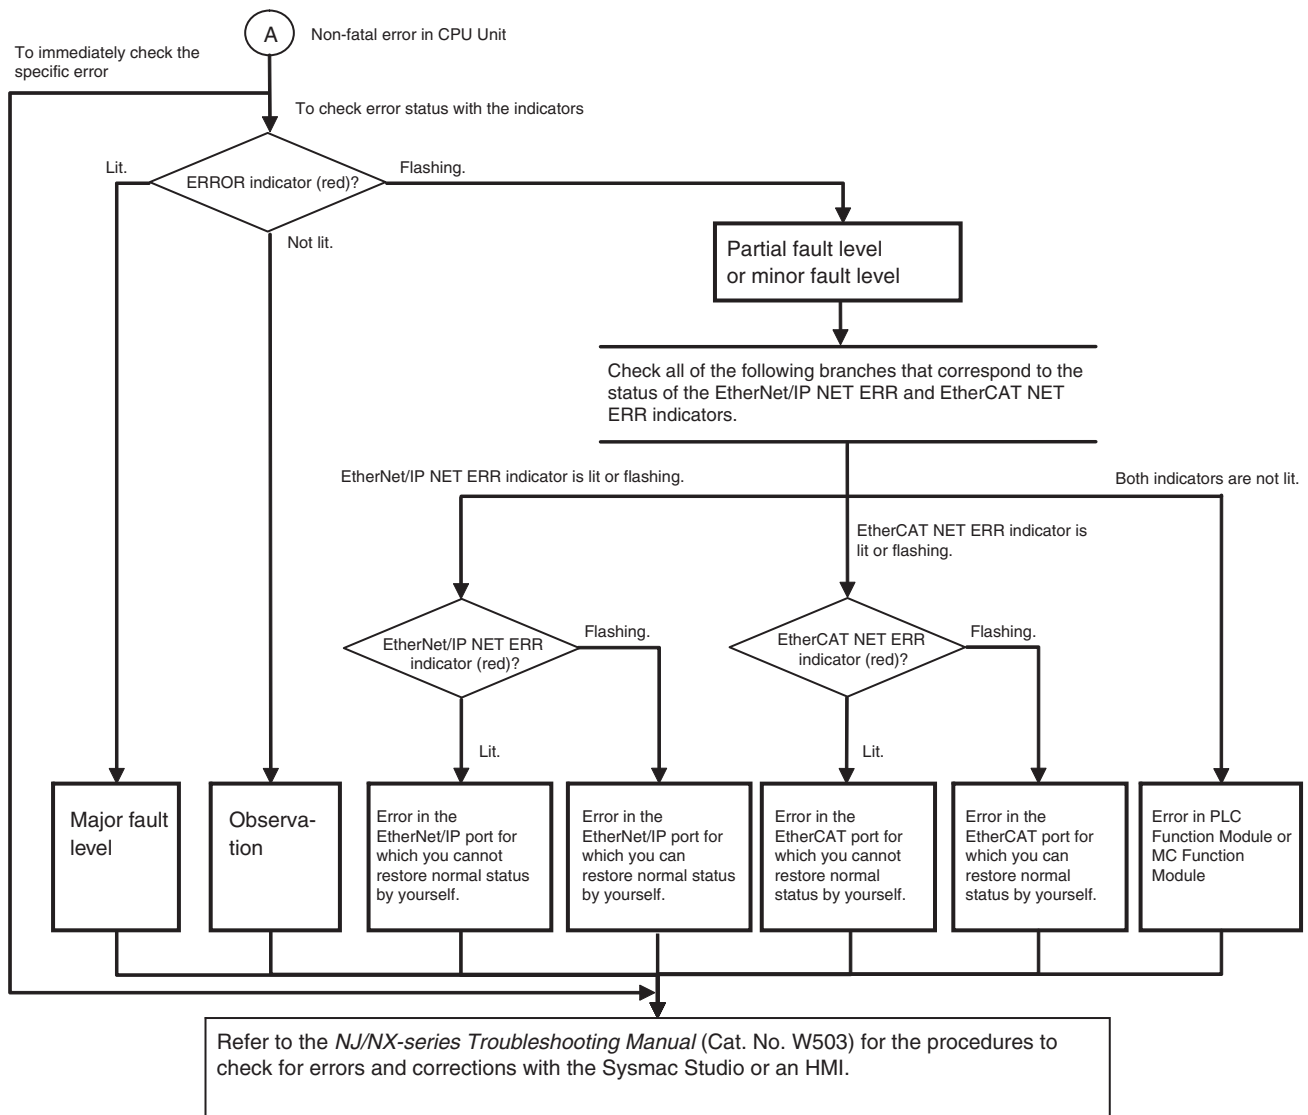 A
Non-fatal error in CPU Unit
To immediately check the
specific error
To check error status with the indicators
Lit.
ERROR indicator (red)?
Flashing.
Not lit.
Partial fault level
or minor fault level
Check all of the following branches that correspond to the
status of the EtherNet/IP NET ERR and EtherCAT NET
ERR indicators.
EtherNet/IP NET ERR indicator is lit or flashing.
Both indicators are not lit.
EtherCAT NET ERR indicator is
lit or flashing.
EtherNet/IP NET ERR
indicator (red)?
Flashing.
EtherCAT NET ERR
indicator (red)?
Flashing.
Lit.
Lit.
Major fault
level
Observa-
tion
Error in the
EtherNet/IP port for
which you cannot
restore normal status
by yourself.
Error in the
EtherNet/IP port for
which you can
restore normal status
by yourself.
Error in the
EtherCAT port for
which you cannot
restore normal
status by yourself.
Error in the
EtherCAT port for
which you can
restore normal
status by yourself.
Error in PLC
Function Module or
MC Function
Module
Refer to the NJ/NX-series Troubleshooting Manual (Cat. No. W503) for the procedures to
check for errors and corrections with the Sysmac Studio or an HMI.